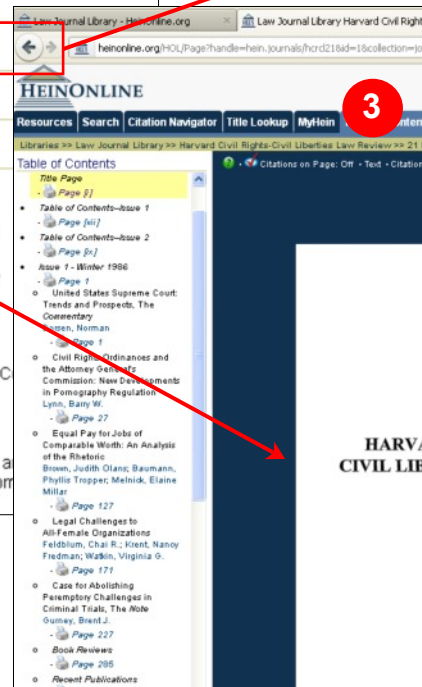 Law Journal Library - HeinOnline.org
Law Journal Library Harvard Civil Right
heinonline.org/HOL/Page?handle=hein.journals/hcrcl21&id=1&collection=jo
HEINONLINE
3
Resources Search Citation Navigator Title Lookup MyHein
Libraries >> Law Journal Library >> Harvard Civil Rights-Civil Liberties Law Review >> 21
Table of Contents
Citations on Page: Off - Text - Citation
Title Page
- Page [i]
• Table of Contents--Issue 1
- Page [vii]
• Table of Contents--Issue 2
- Page [ix]
• Issue 1 - Winter 1986
- Page 1
o United States Supreme Court:
Trends and Prospects, The
Commentary
Dorsen, Norman
- Page 1
o Civil Rights Ordinances and
the Attorney General's
Commission: New Developments
in Pornography Regulation
Lynn, Barry W.
- Page 27
o Equal Pay for Jobs of
Comparable Worth: An Analysis
of the Rhetoric
Brown, Judith Olans; Baumann,
Phyllis Tropper; Melnick, Elaine
Millar
- Page 127
o Legal Challenges to
All-Female Organizations
Feldblum, Chai R.; Krent, Nancy
Fredman; Watkin, Virginia G.
- Page 171
o Case for Abolishing
Peremptory Challenges in
Criminal Trials, The Note
Gurney, Brent J.
- Page 227
o Book Reviews
- Page 285
o Recent Publications
HARVA
CIVIL LIB